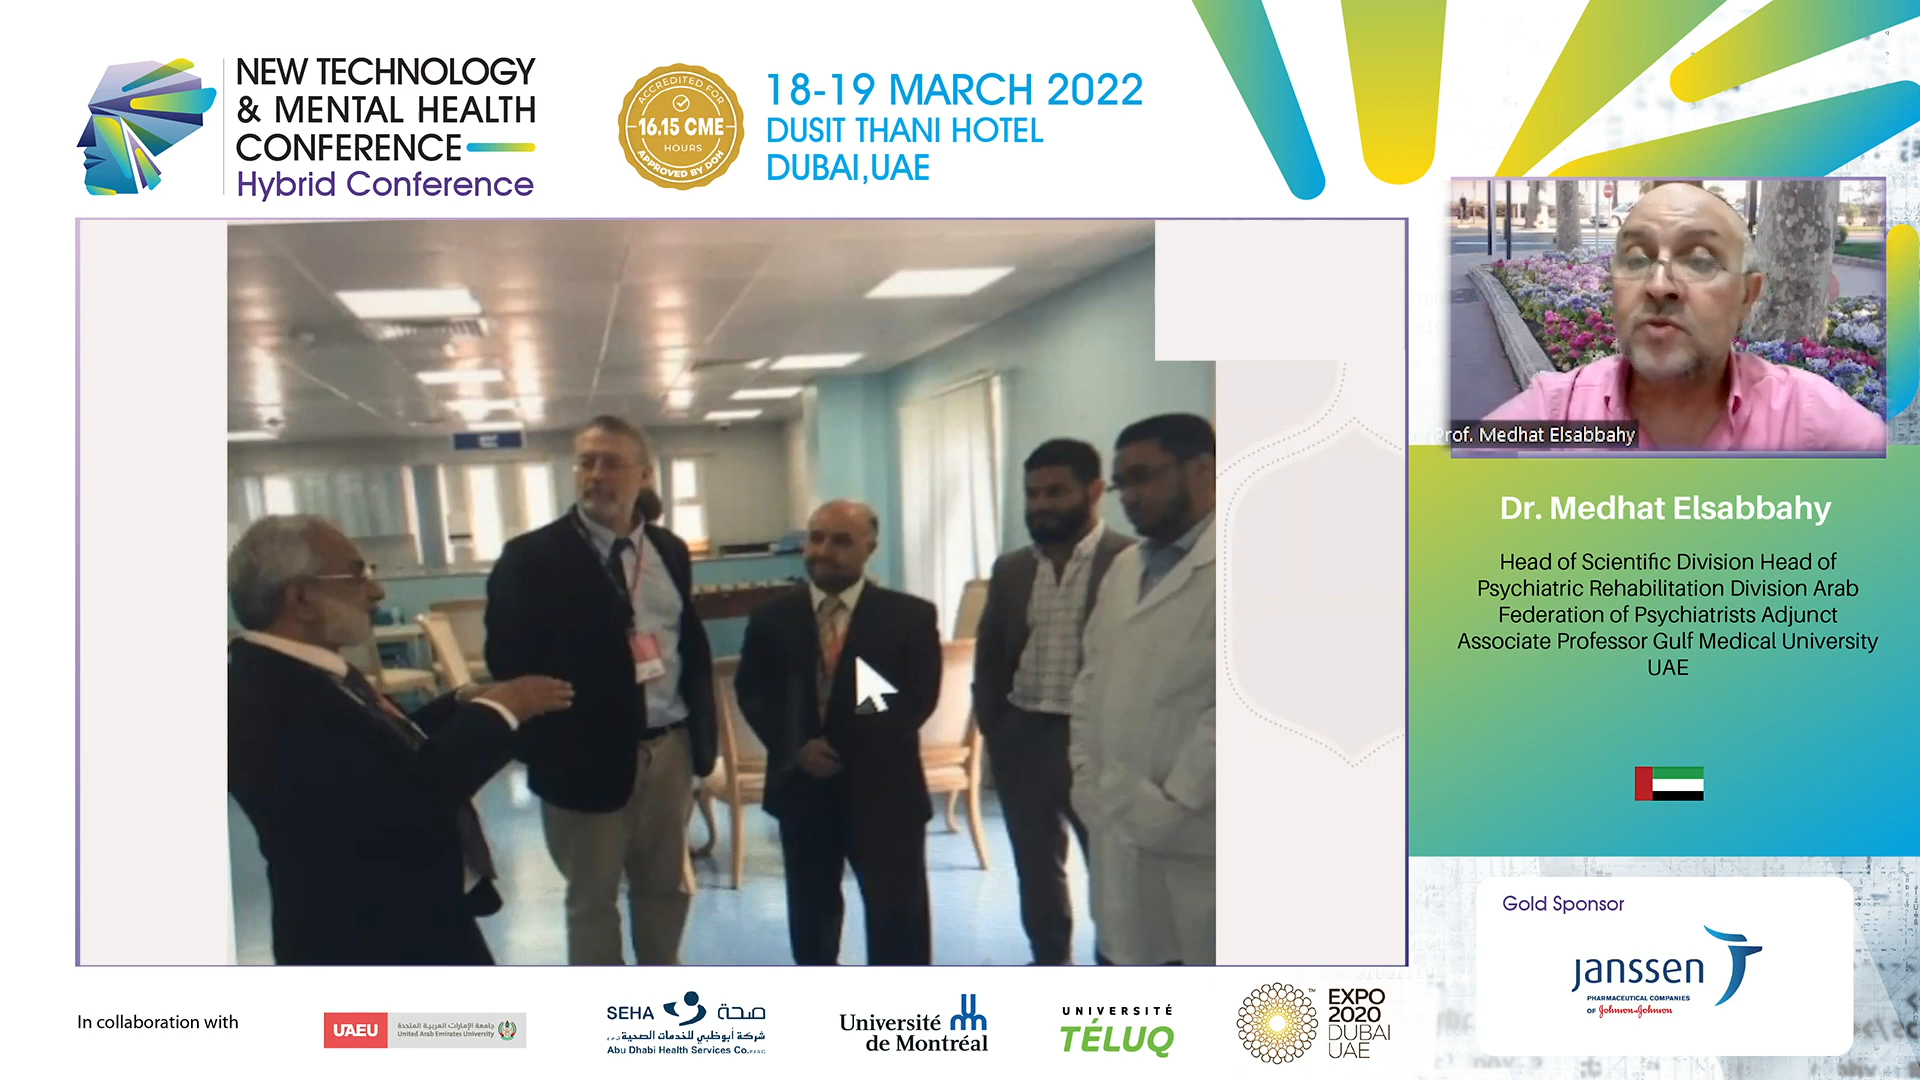 NEW TECHNOLOGY
& MENTAL HEALTH
CONFERENCE
Hybrid Conference
ACCREDITED FOR
16.15 CME
HOURS
APPROVED BY DOH
18-19 MARCH 2022
DUSIT THANI HOTEL
DUBAI,UAE
Prof. Medhat Elsabbahy
Dr. Medhat Elsabbahy
Head of Scientific Division Head of
Psychiatric Rehabilitation Division Arab
Federation of Psychiatrists Adjunct
Associate Professor Gulf Medical University
UAE
Gold Sponsor
janssen
PHARMACEUTICAL COMPANIES
OF Johnson & Johnson
In collaboration with
UAEU
جامعة الإمارات العربية المتحدة
United Arab Emirates University
SEHA صحة
شركة أبوظبي للخدمات الصحية
Abu Dhabi Health Services Co.
Université
de Montréal
UNIVERSITÉ
TÉLUQ
EXPO
2020
DUBAI
UAE